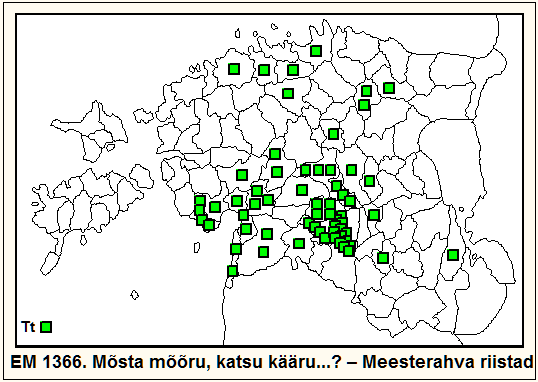 Tt
EM 1366. Mõsta mõõru, katsu kääru...? – Meesterahva riistad